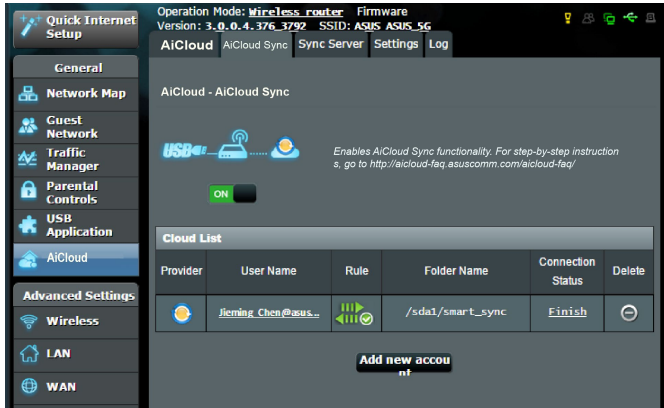 Quick Internet
Setup
General
Network Map
Guest
Network
Traffic
Manager
Parental
Controls
USB
Application
AiCloud
Advanced Settings
Wireless
LAN
WAN
Operation Mode: Wireless router Firmware
Version: 3.0.0.4.376_3792 SSID: ASUS ASUS_5G
AiCloud AiCloud Sync Sync Server Settings Log
AiCloud - AiCloud Sync
USB
Enables AiCloud Sync functionality. For step-by-step instruction
s, go to http://aicloud-faq.asuscomm.com/aicloud-faq/
ON
Cloud List
Provider User Name Rule Folder Name Connection Status Delete
Jieming_Chen@asus... /sda1/smart_sync Finish
Add new accou
nt